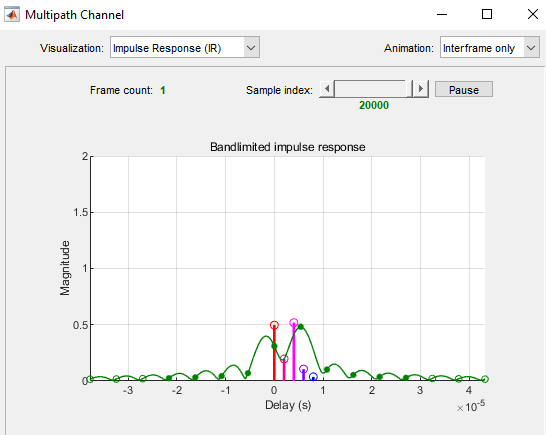 Multipath Channel
Visualization: Impulse Response (IR) Animation: Interframe only
Frame count: 1 Sample index: Pause
20000
Bandlimited impulse response
2
1.5
1
0.5
0
Magnitude
-3 -2 -1 0 1 2 3 4
Delay (s) ×10⁻⁵